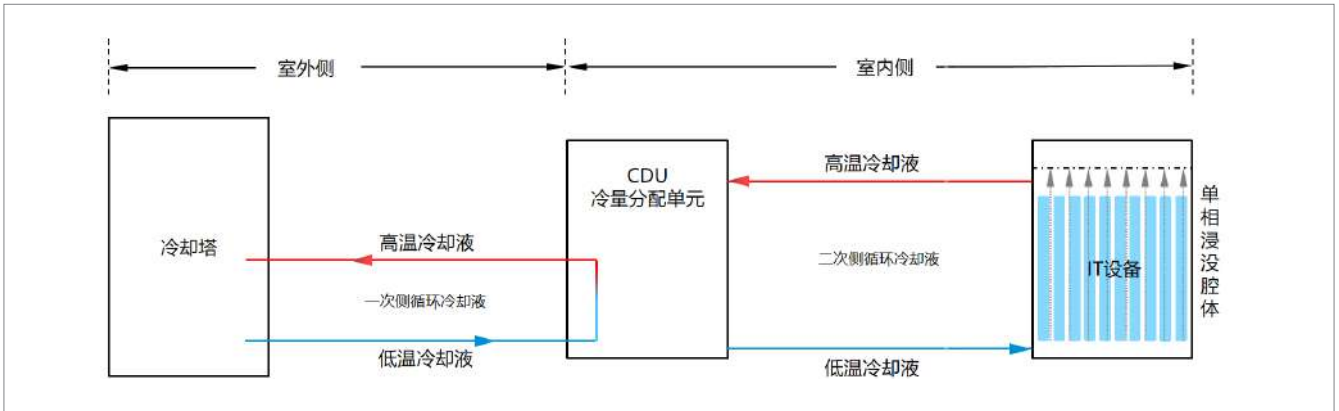 室外侧
室内侧
CDU
冷量分配单元
高温冷却液
冷却塔
高温冷却液
一次侧循环冷却液
低温冷却液
二次侧循环冷却液
低温冷却液
IT设备
单相浸没腔体